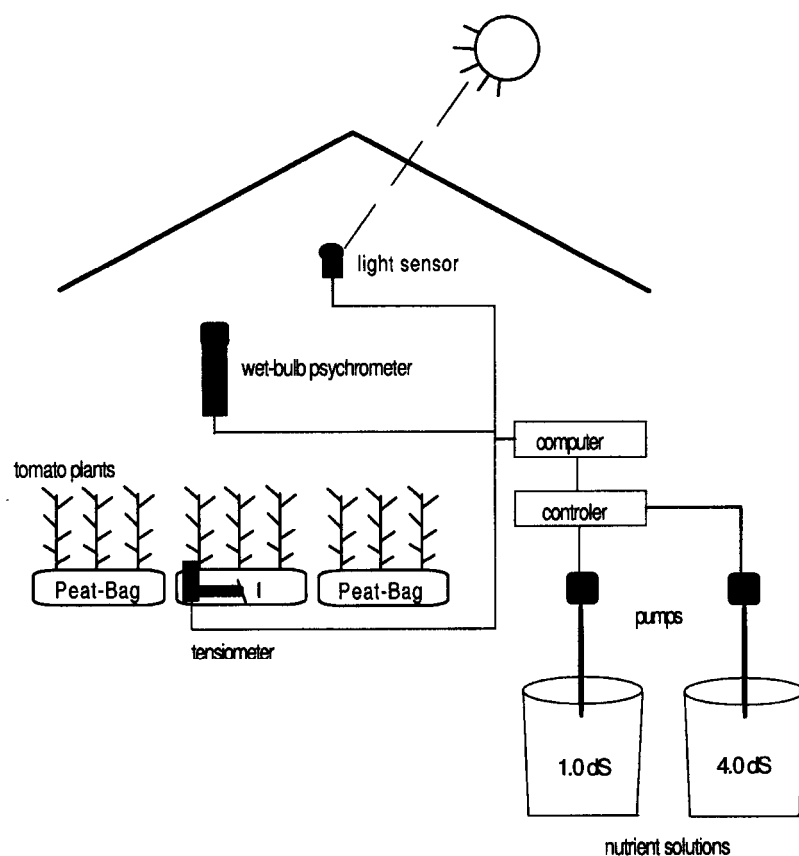 light sensor
wet-bulb psychrometer
computer
tomato plants
controler
Peat-Bag
I
Peat-Bag
tensiometer
pumps
1.0 dS
4.0 dS
nutrient solutions